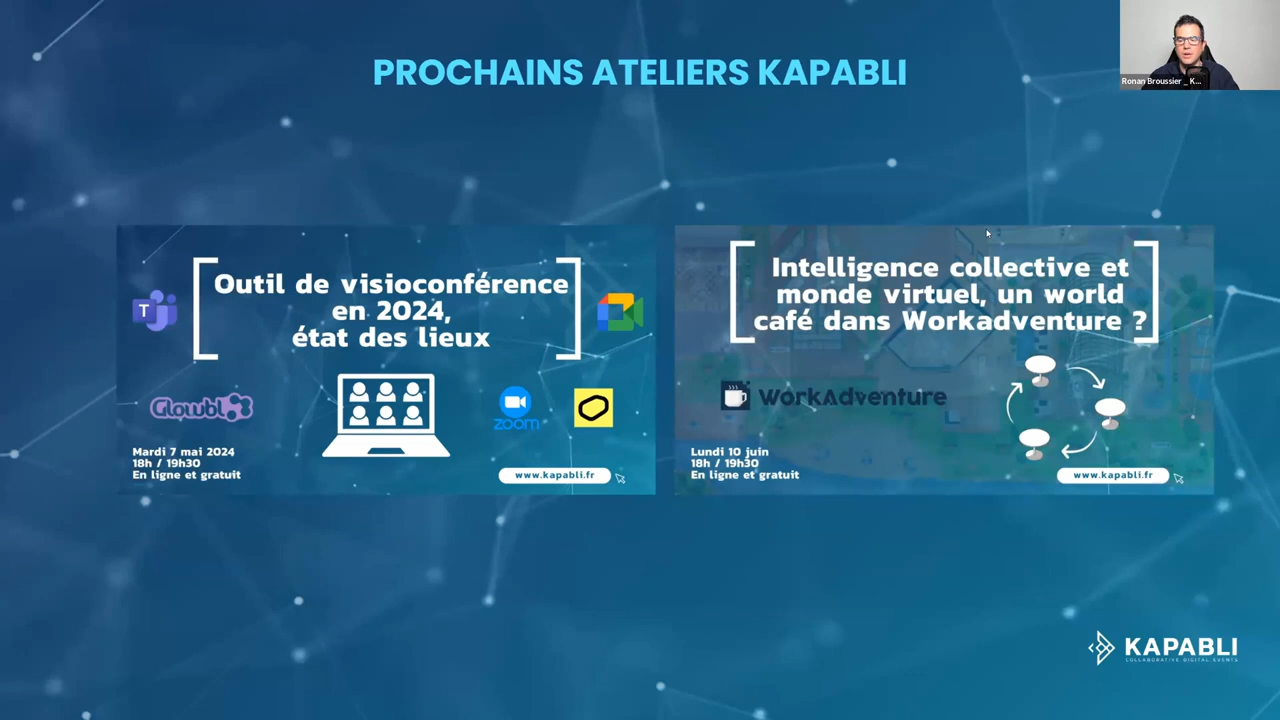 PROCHAINS ATELIERS KAPABLI
Ronan Broussier _ K...
Outil de visioconférence
en 2024,
état des lieux
T
Glowbl
zoom
Mardi 7 mai 2024
18h / 19h30
En ligne et gratuit
www.kapabli.fr
Intelligence collective et
monde virtuel, un world
café dans Workadventure ?
WorkAdventure
Lundi 10 juin
18h / 19h30
En ligne et gratuit
www.kapabli.fr
KAPABLI
COLLABORATIVE DIGITAL EVENTS